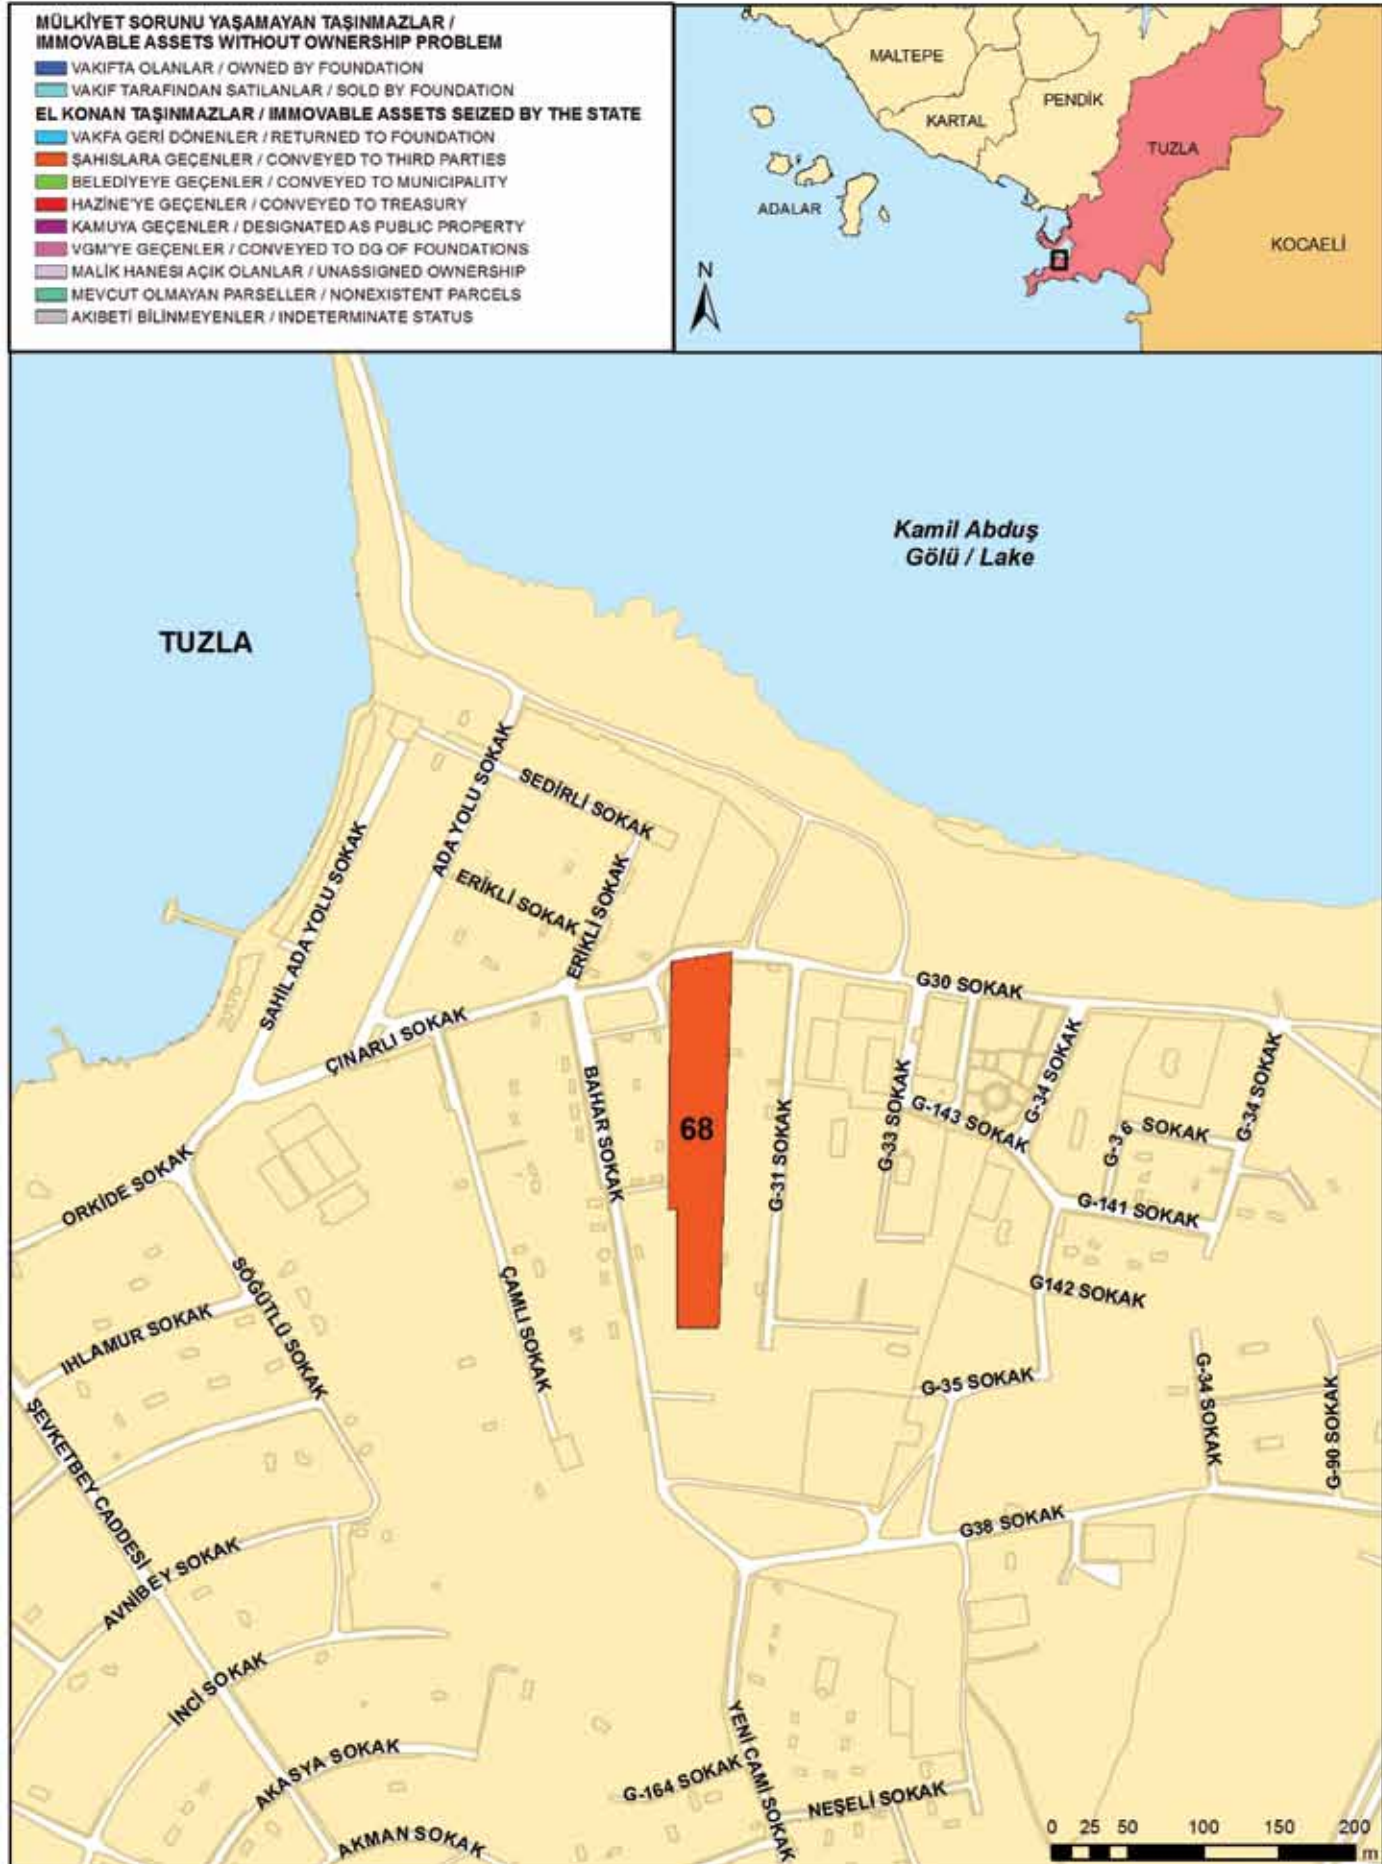 MÜLKİYET SORUNU YAŞAMAYAN TAŞINMAZLAR /
IMMOVABLE ASSETS WITHOUT OWNERSHIP PROBLEM
VAKIFTA OLANLAR / OWNED BY FOUNDATION
VAKIF TARAFINDAN SATILANLAR / SOLD BY FOUNDATION
EL KONAN TAŞINMAZLAR / IMMOVABLE ASSETS SEIZED BY THE STATE
VAKFA GERİ DÖNENLER / RETURNED TO FOUNDATION
ŞAHISLARA GEÇENLER / CONVEYED TO THIRD PARTIES
BELEDİYEYE GEÇENLER / CONVEYED TO MUNICIPALITY
HAZİNE'YE GEÇENLER / CONVEYED TO TREASURY
KAMUYA GEÇENLER / DESIGNATED AS PUBLIC PROPERTY
VGM'YE GEÇENLER / CONVEYED TO DG OF FOUNDATIONS
MALİK HANESİ AÇIK OLANLAR / UNASSIGNED OWNERSHIP
MEVCUT OLMAYAN PARSELLER / NONEXISTENT PARCELS
AKIBETİ BİLİNMEYENLER / INDETERMINATE STATUS
MALTEPE
PENDİK
KARTAL
TUZLA
ADALAR
KOCAELİ
N
Kamil Abduş
Gölü / Lake
TUZLA
SEDİRLİ SOKAK
ADA YOLU SOKAK
SAHİL ADA YOLU SOKAK
ERİKLİ SOKAK
ERİKLİ SOKAK
G30 SOKAK
ÇINARLI SOKAK
BAHAR SOKAK
68
G-31 SOKAK
G-33 SOKAK
G-143 SOKAK
G-34 SOKAK
G-36 SOKAK
G-34 SOKAK
ORKİDE SOKAK
G-141 SOKAK
SÖĞÜTLÜ SOKAK
ÇAMLI SOKAK
G142 SOKAK
IHLAMUR SOKAK
G-35 SOKAK
G-34 SOKAK
G-90 SOKAK
ŞEVKETBEY CADDESİ
G38 SOKAK
AVNİBEY SOKAK
İNCİ SOKAK
AKASYA SOKAK
YENİ CAMİ SOKAK
G-164 SOKAK
NEŞELİ SOKAK
AKMAN SOKAK
0 25 50 100 150 200
m